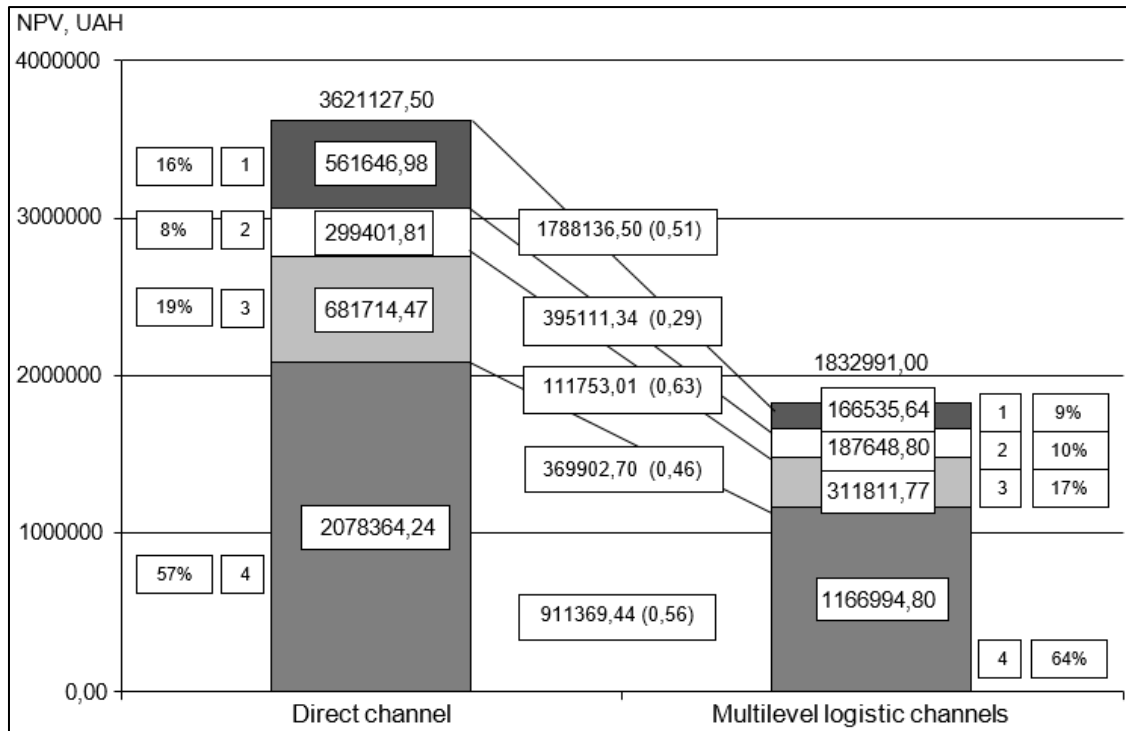 NPV, UAH
4000000
3000000
2000000
1000000
0,00
3621127,50
16% 1 561646,98
8% 2 299401,81
19% 3 681714,47
57% 4 2078364,24
1788136,50 (0,51)
395111,34 (0,29)
111753,01 (0,63)
369902,70 (0,46)
911369,44 (0,56)
1832991,00
166535,64 1 9%
187648,80 2 10%
311811,77 3 17%
1166994,80
4 64%
Direct channel
Multilevel logistic channels